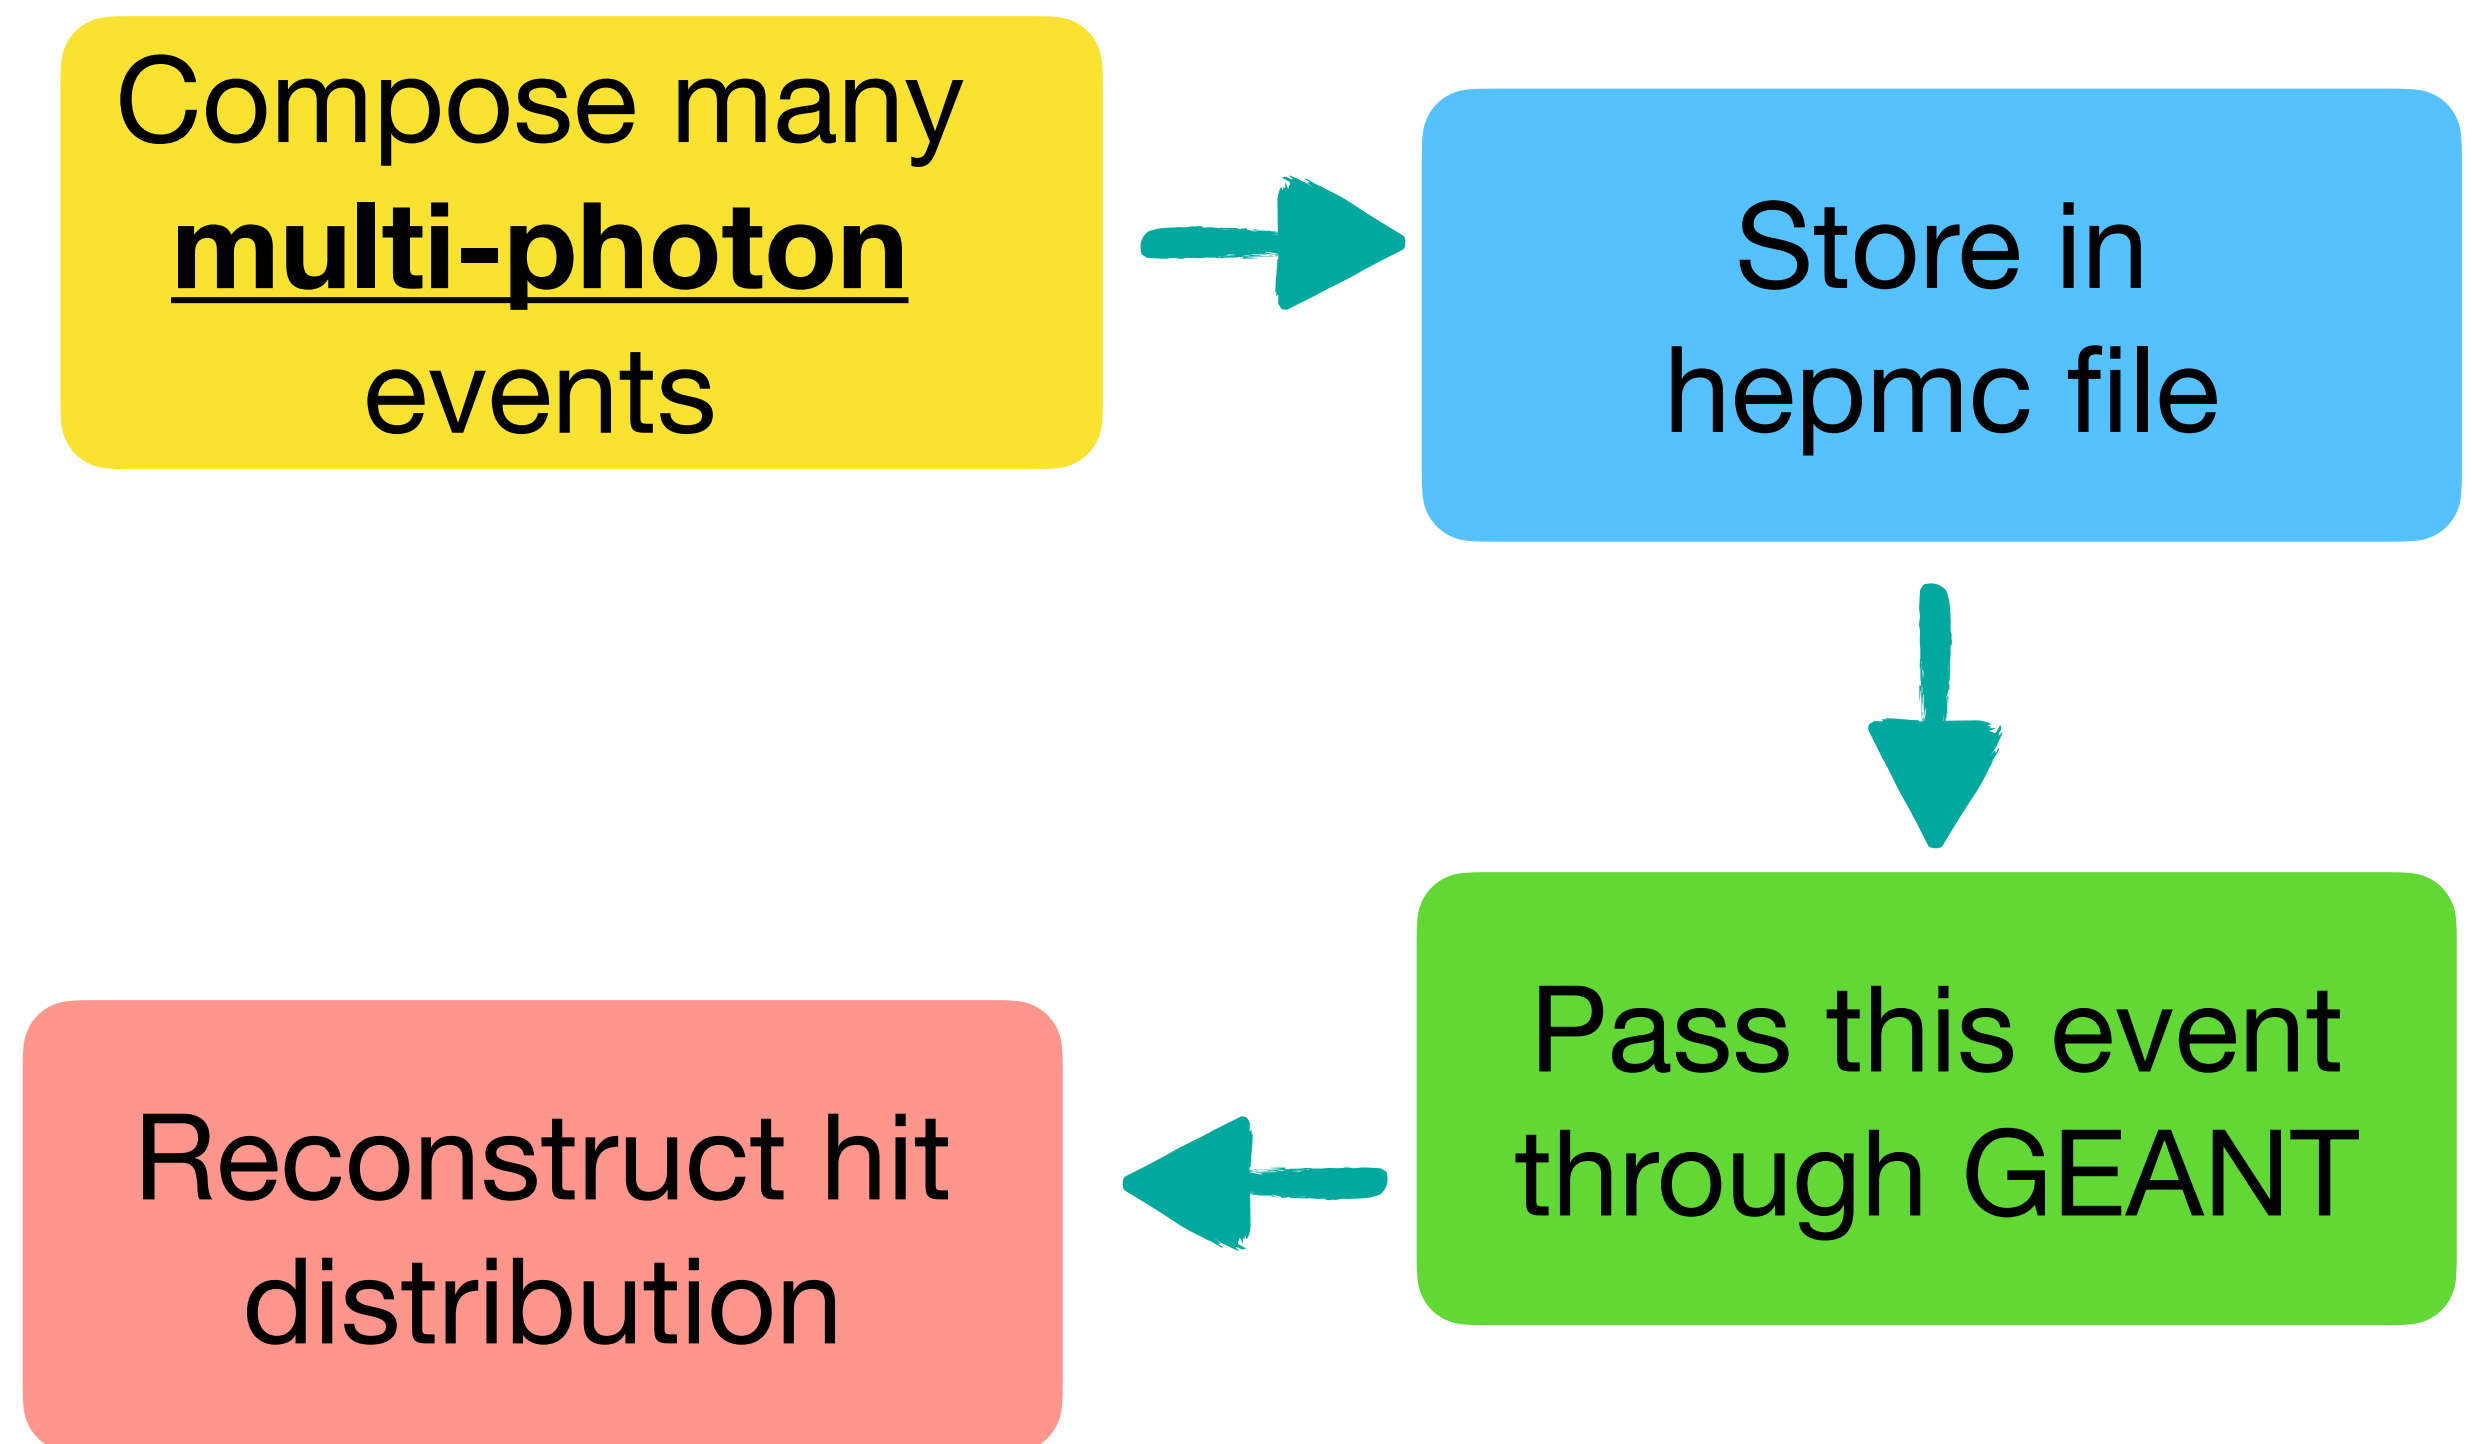 Compose many
multi-photon
events
Store in
hepmc file
Pass this event
through GEANT
Reconstruct hit
distribution